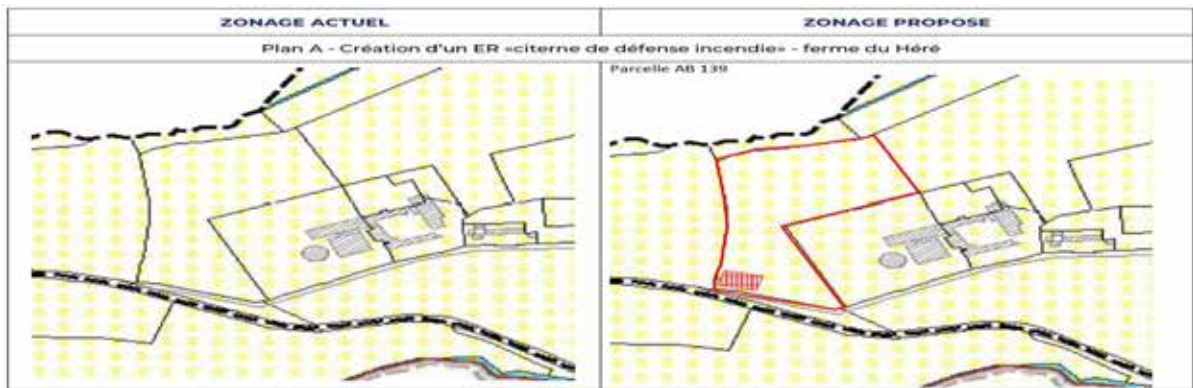 ZONAGE ACTUEL
ZONAGE PROPOSE
Plan A - Création d'un ER «citerne de défense incendie» - ferme du Héré
Parcelle AB 139